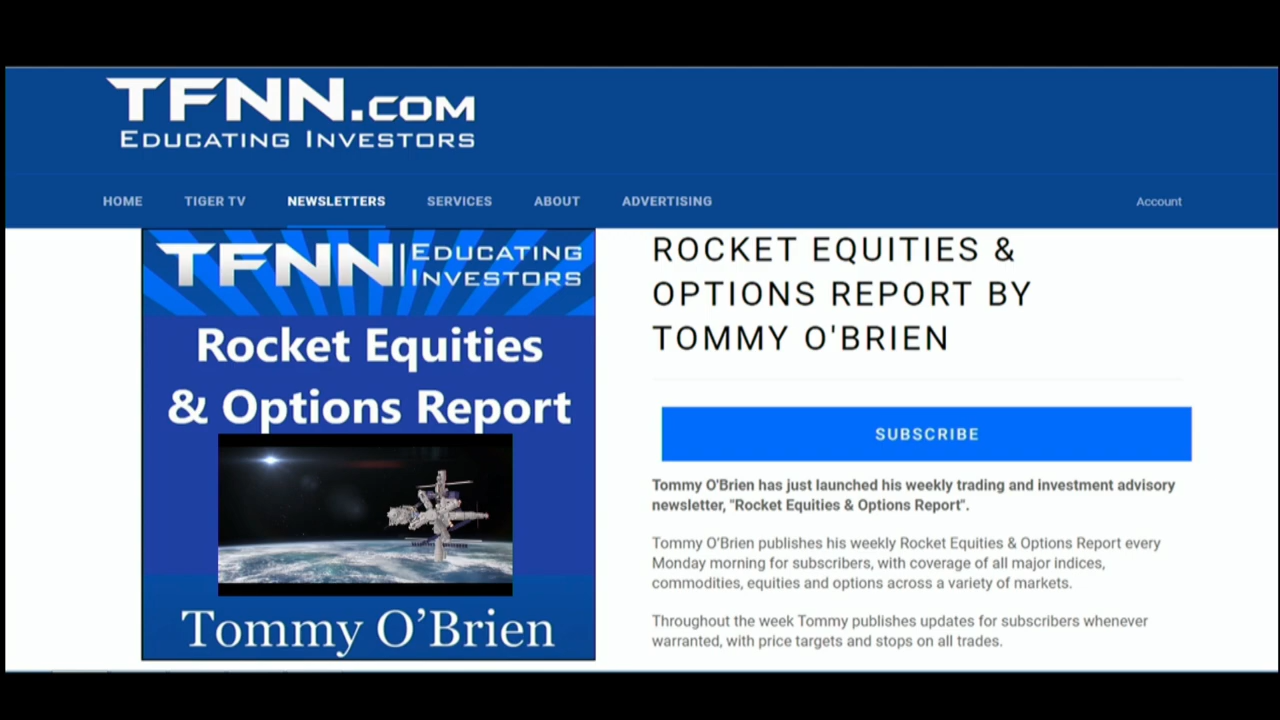 TFNN.COM
EDUCATING INVESTORS
HOME TIGER TV NEWSLETTERS SERVICES ABOUT ADVERTISING Account
TFNN|EDUCATING
INVESTORS
Rocket Equities
& Options Report
Tommy O’Brien
ROCKET EQUITIES &
OPTIONS REPORT BY
TOMMY O'BRIEN
SUBSCRIBE
Tommy O'Brien has just launched his weekly trading and investment advisory
newsletter, "Rocket Equities & Options Report".
Tommy O’Brien publishes his weekly Rocket Equities & Options Report every
Monday morning for subscribers, with coverage of all major indices,
commodities, equities and options across a variety of markets.
Throughout the week Tommy publishes updates for subscribers whenever
warranted, with price targets and stops on all trades.